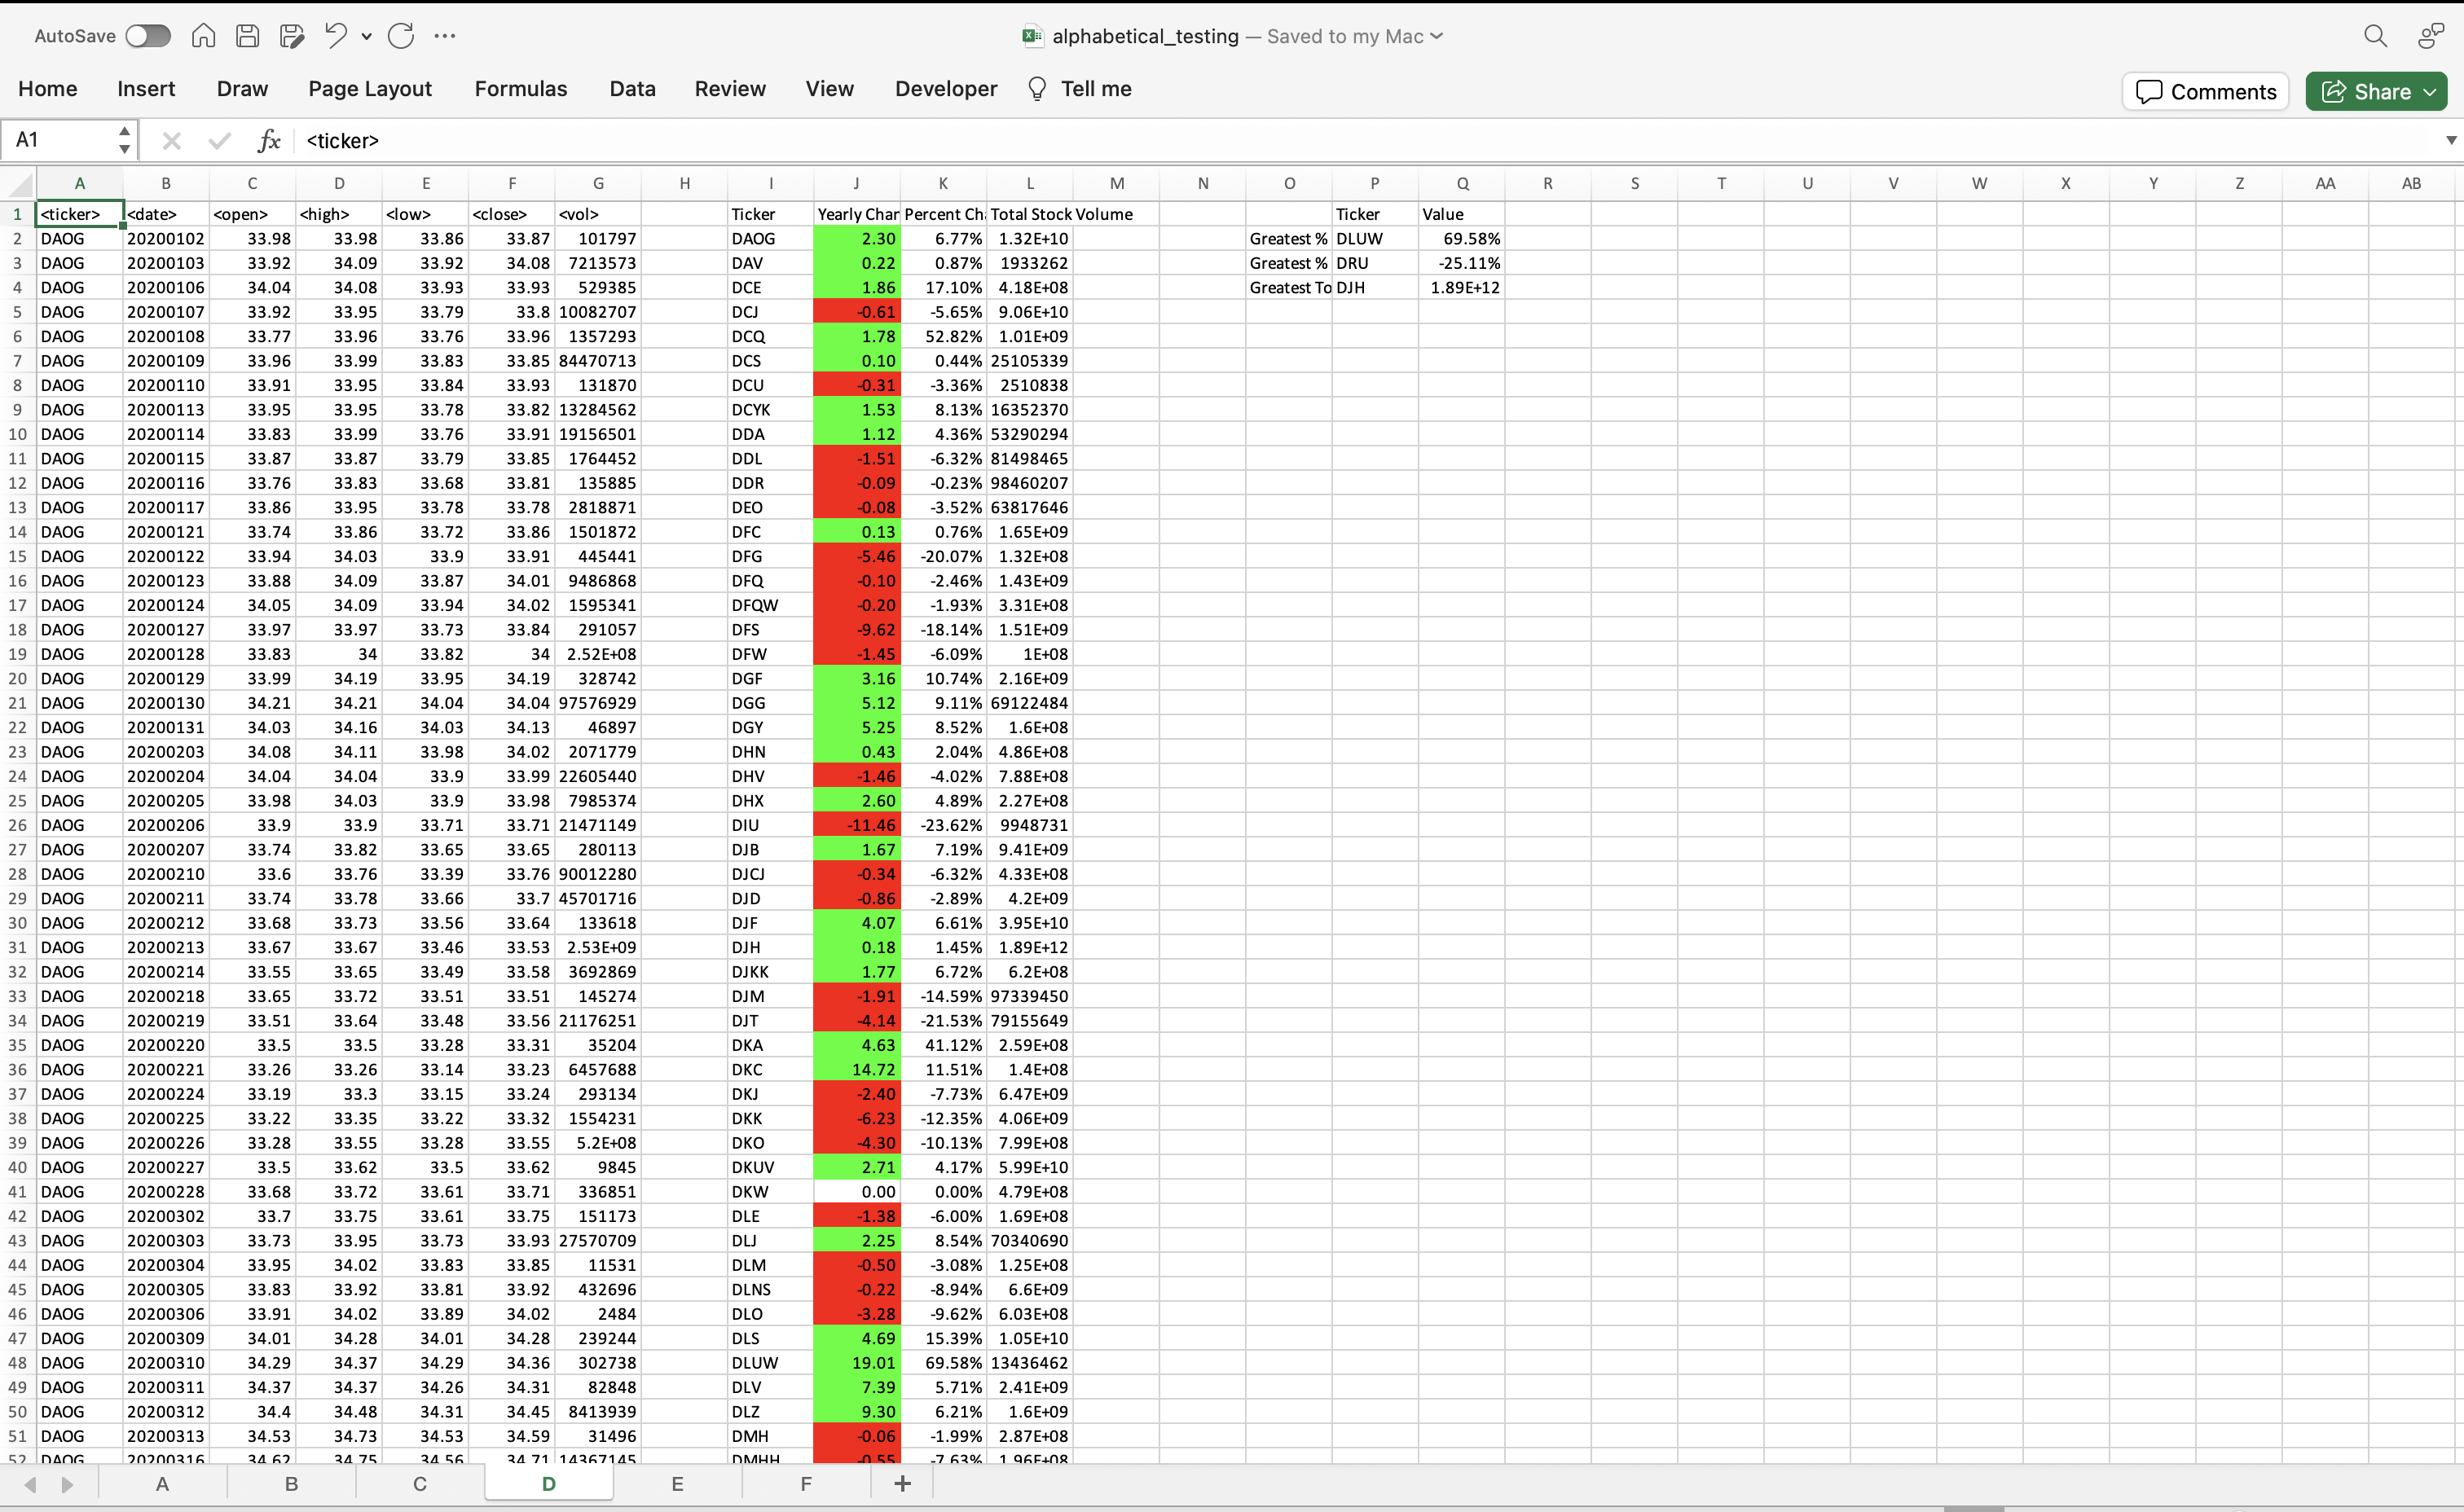 AutoSave alphabetical_testing — Saved to my Mac
Home Insert Draw Page Layout Formulas Data Review View Developer Tell me Comments Share
A1 fx <ticker>
A B C D E F G H I J K L M N O P Q R S T U V W X Y Z AA AB
1 <ticker> <date> <open> <high> <low> <close> <vol> Ticker Yearly Char Percent Ch Total Stock Volume Ticker Value
2 DAOG 20200102 33.98 33.98 33.86 33.87 101797 DAOG 2.30 6.77% 1.32E+10 Greatest % DLUW 69.58%
3 DAOG 20200103 33.92 34.09 33.92 34.08 7213573 DAV 0.22 0.87% 1933262 Greatest % DRU -25.11%
4 DAOG 20200106 34.04 34.08 33.93 33.93 529385 DCE 1.86 17.10% 4.18E+08 Greatest To DJH 1.89E+12
5 DAOG 20200107 33.92 33.95 33.79 33.8 10082707 DCJ -0.61 -5.65% 9.06E+10
6 DAOG 20200108 33.77 33.96 33.76 33.96 1357293 DCQ 1.78 52.82% 1.01E+09
7 DAOG 20200109 33.96 33.99 33.83 33.85 84470713 DCS 0.10 0.44% 25105339
8 DAOG 20200110 33.91 33.95 33.84 33.93 131870 DCU -0.31 -3.36% 2510838
9 DAOG 20200113 33.95 33.95 33.78 33.82 13284562 DCYK 1.53 8.13% 16352370
10 DAOG 20200114 33.83 33.99 33.76 33.91 19156501 DDA 1.12 4.36% 53290294
11 DAOG 20200115 33.87 33.87 33.79 33.85 1764452 DDL -1.51 -6.32% 81498465
12 DAOG 20200116 33.76 33.83 33.68 33.81 135885 DDR -0.09 -0.23% 98460207
13 DAOG 20200117 33.86 33.95 33.78 33.78 2818871 DEO -0.08 -3.52% 63817646
14 DAOG 20200121 33.74 33.86 33.72 33.86 1501872 DFC 0.13 0.76% 1.65E+09
15 DAOG 20200122 33.94 34.03 33.9 33.91 445441 DFG -5.46 -20.07% 1.32E+08
16 DAOG 20200123 33.88 34.09 33.87 34.01 9486868 DFQ -0.10 -2.46% 1.43E+09
17 DAOG 20200124 34.05 34.09 33.94 34.02 1595341 DFQW -0.20 -1.93% 3.31E+08
18 DAOG 20200127 33.97 33.97 33.73 33.84 291057 DFS -9.62 -18.14% 1.51E+09
19 DAOG 20200128 33.83 34 33.82 34 2.52E+08 DFW -1.45 -6.09% 1E+08
20 DAOG 20200129 33.99 34.19 33.95 34.19 328742 DGF 3.16 10.74% 2.16E+09
21 DAOG 20200130 34.21 34.21 34.04 34.04 97576929 DGG 5.12 9.11% 69122484
22 DAOG 20200131 34.03 34.16 34.03 34.13 46897 DGY 5.25 8.52% 1.6E+08
23 DAOG 20200203 34.08 34.11 33.98 34.02 2071779 DHN 0.43 2.04% 4.86E+08
24 DAOG 20200204 34.04 34.04 33.9 33.99 22605440 DHV -1.46 -4.02% 7.88E+08
25 DAOG 20200205 33.98 34.03 33.9 33.98 7985374 DHX 2.60 4.89% 2.27E+08
26 DAOG 20200206 33.9 33.9 33.71 33.71 21471149 DIU -11.46 -23.62% 9948731
27 DAOG 20200207 33.74 33.82 33.65 33.65 280113 DJB 1.67 7.19% 9.41E+09
28 DAOG 20200210 33.6 33.76 33.39 33.76 90012280 DJCJ -0.34 -6.32% 4.33E+08
29 DAOG 20200211 33.74 33.78 33.66 33.7 45701716 DJD -0.86 -2.89% 4.2E+09
30 DAOG 20200212 33.68 33.73 33.56 33.64 133618 DJF 4.07 6.61% 3.95E+10
31 DAOG 20200213 33.67 33.67 33.46 33.53 2.53E+09 DJH 0.18 1.45% 1.89E+12
32 DAOG 20200214 33.55 33.65 33.49 33.58 3692869 DJKK 1.77 6.72% 6.2E+08
33 DAOG 20200218 33.65 33.72 33.51 33.51 145274 DJM -1.91 -14.59% 97339450
34 DAOG 20200219 33.51 33.64 33.48 33.56 21176251 DJT -4.14 -21.53% 79155649
35 DAOG 20200220 33.5 33.5 33.28 33.31 35204 DKA 4.63 41.12% 2.59E+08
36 DAOG 20200221 33.26 33.26 33.14 33.23 6457688 DKC 14.72 11.51% 1.4E+08
37 DAOG 20200224 33.19 33.3 33.15 33.24 293134 DKJ -2.40 -7.73% 6.47E+09
38 DAOG 20200225 33.22 33.35 33.22 33.32 1554231 DKK -6.23 -12.35% 4.06E+09
39 DAOG 20200226 33.28 33.55 33.28 33.55 5.2E+08 DKO -4.30 -10.13% 7.99E+08
40 DAOG 20200227 33.5 33.62 33.5 33.62 9845 DKUV 2.71 4.17% 5.99E+10
41 DAOG 20200228 33.68 33.72 33.61 33.71 336851 DKW 0.00 0.00% 4.79E+08
42 DAOG 20200302 33.7 33.75 33.61 33.75 151173 DLE -1.38 -6.00% 1.69E+08
43 DAOG 20200303 33.73 33.95 33.73 33.93 27570709 DLJ 2.25 8.54% 70340690
44 DAOG 20200304 33.95 34.02 33.83 33.85 11531 DLM -0.50 -3.08% 1.25E+08
45 DAOG 20200305 33.83 33.92 33.81 33.92 432696 DLNS -0.22 -8.94% 6.6E+09
46 DAOG 20200306 33.91 34.02 33.89 34.02 2484 DLO -3.28 -9.62% 6.03E+08
47 DAOG 20200309 34.01 34.28 34.01 34.28 239244 DLS 4.69 15.39% 1.05E+10
48 DAOG 20200310 34.29 34.37 34.29 34.36 302738 DLUW 19.01 69.58% 13436462
49 DAOG 20200311 34.37 34.37 34.26 34.31 82848 DLV 7.39 5.71% 2.41E+09
50 DAOG 20200312 34.4 34.48 34.31 34.45 8413939 DLZ 9.30 6.21% 1.6E+09
51 DAOG 20200313 34.53 34.73 34.53 34.59 31496 DMH -0.06 -1.99% 2.87E+08
52 DAOG 20200316 34.62 34.75 34.56 34.71 14367145 DMHH -0.55 -7.63% 1.96E+08
A B C D E F